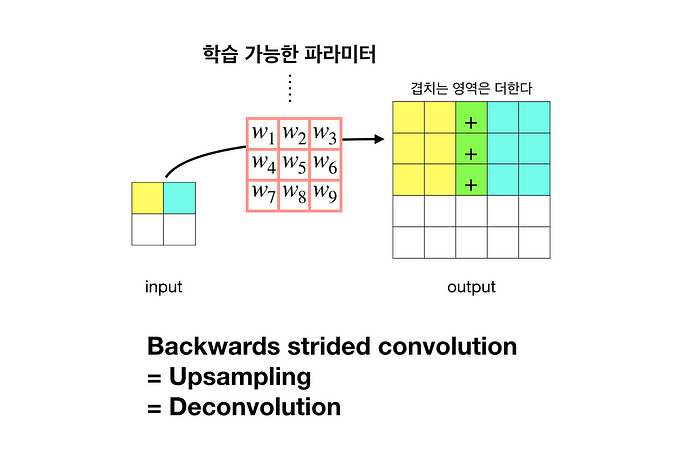 학습 가능한 파라미터
겹치는 영역은 더한다
w1 w2 w3
w4 w5 w6
w7 w8 w9
+
+
+
input
output
Backwards strided convolution
= Upsampling
= Deconvolution